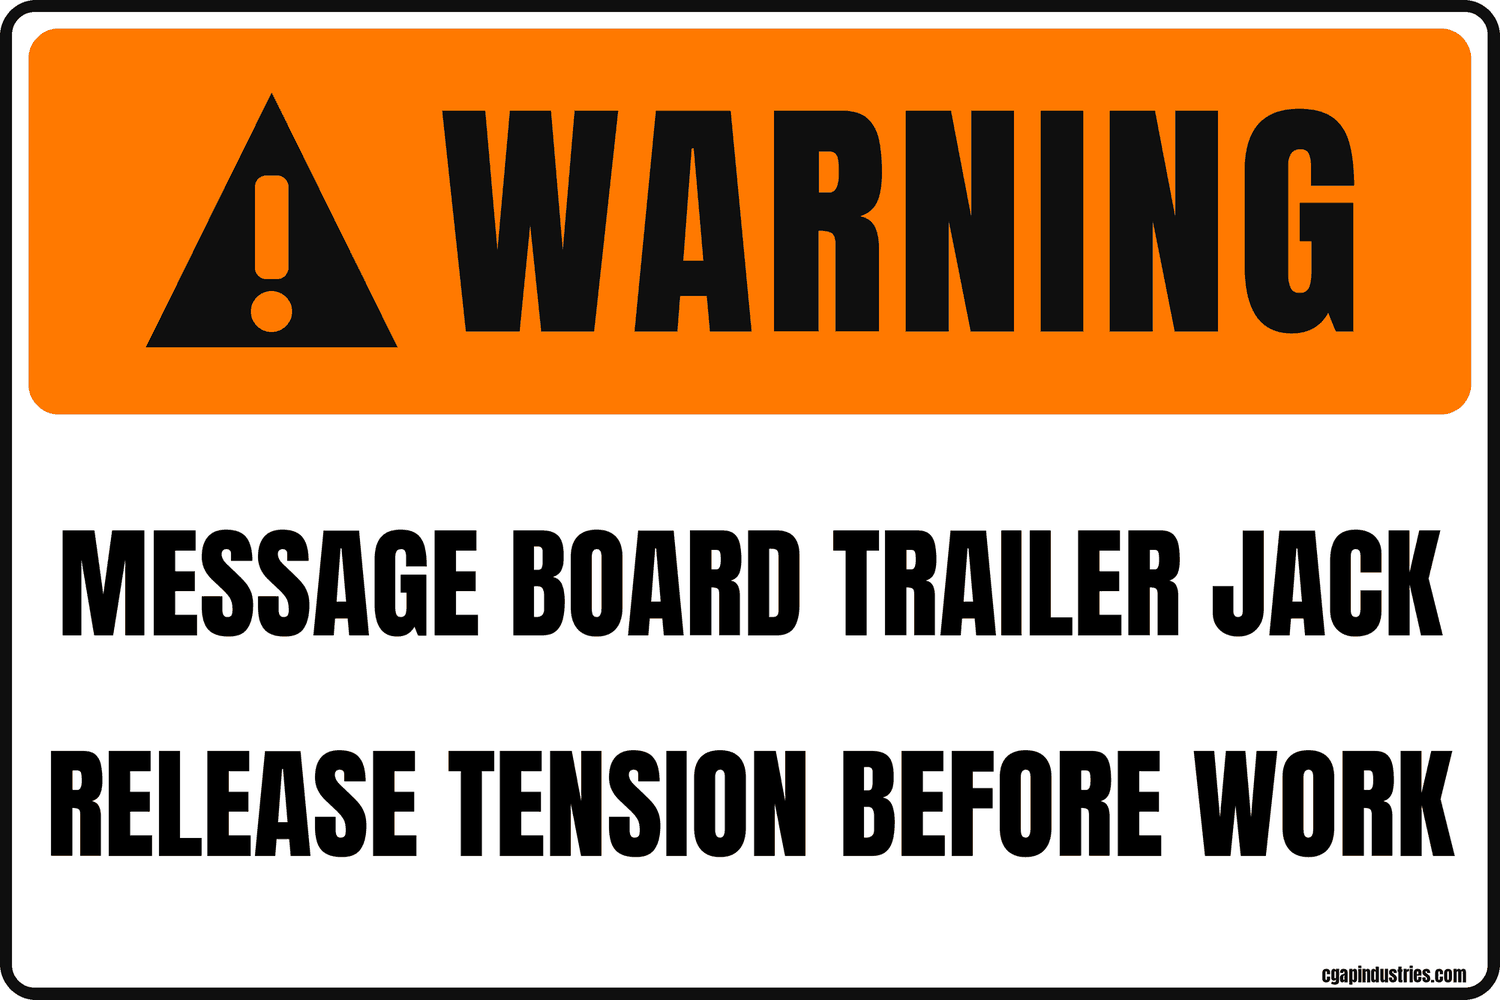 WARNING
MESSAGE BOARD TRAILER JACK
RELEASE TENSION BEFORE WORK
cgapindustries.com